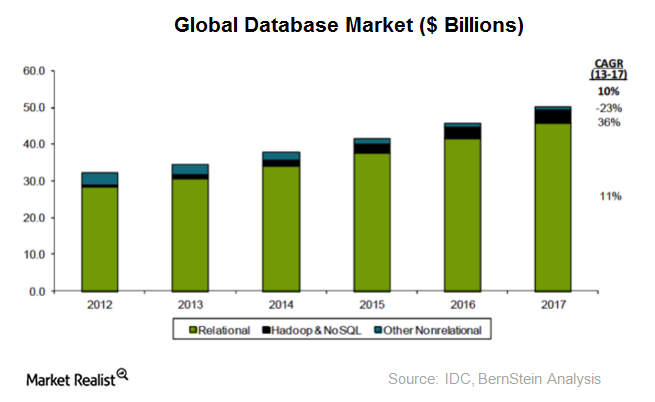 Global Database Market ($ Billions)
CAGR
(13-17)
10%
-23%
36%
11%
60.0
50.0
40.0
30.0
20.0
10.0
0.0
2012 2013 2014 2015 2016 2017
Relational Hadoop & NoSQL Other Nonrelational
Market Realist
Source: IDC, BernStein Analysis